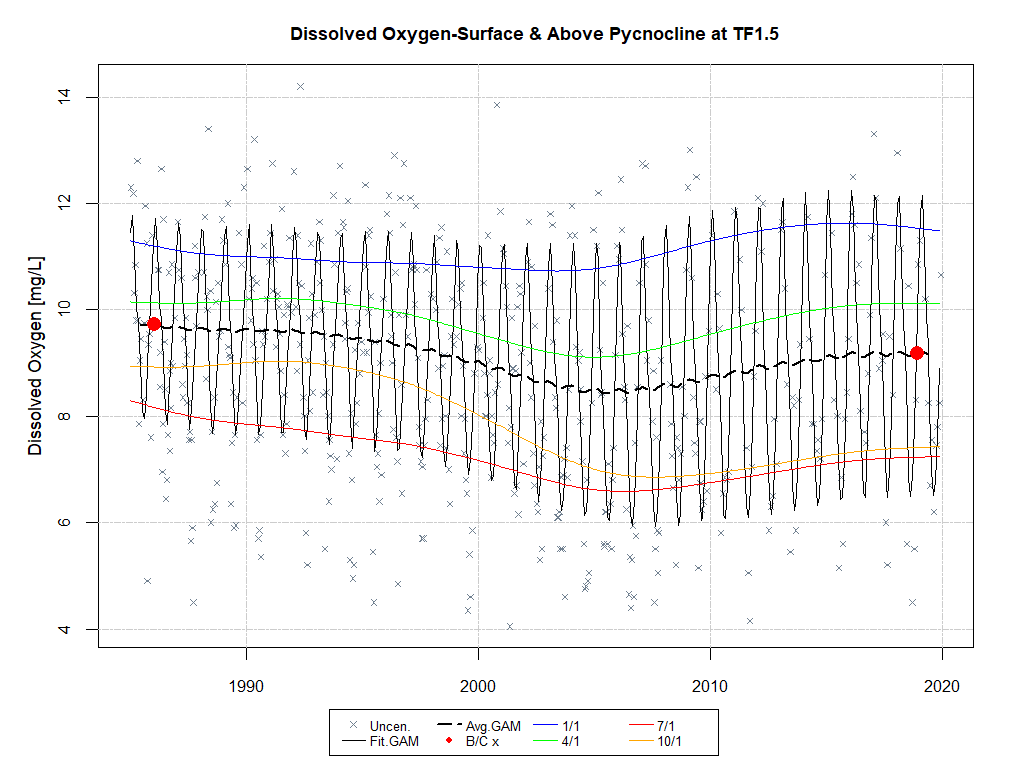 Dissolved Oxygen-Surface & Above Pycnocline at TF1.5
Dissolved Oxygen [mg/L]
14
12
10
8
6
4
1990 2000 2010 2020
Uncen. Avg.GAM 1/1 7/1
Fit.GAM B/C x 4/1 10/1